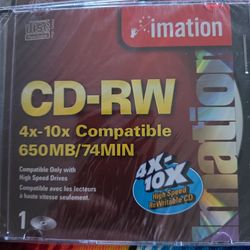 COMPACT
disc
ReWritable
imation
CD-RW
4x-10x Compatible
650MB/74MIN
Compatible Only with
High Speed Drives
Compatible avec les lecteurs
à haute vitesse seulement.
4X-
10X
High Speed
ReWritable CD
1
imation